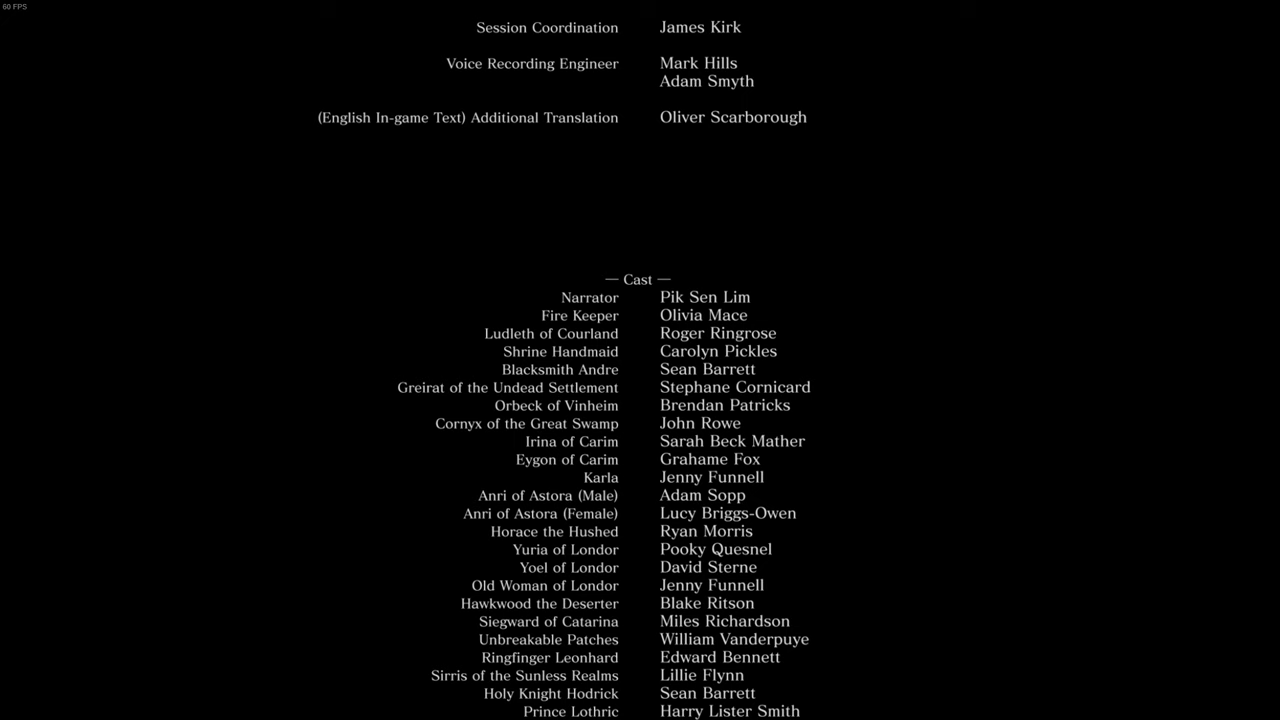 60 FPS
Session Coordination James Kirk
Voice Recording Engineer Mark Hills
Adam Smyth
(English In-game Text) Additional Translation Oliver Scarborough
— Cast —
Narrator Pik Sen Lim
Fire Keeper Olivia Mace
Ludleth of Courland Roger Ringrose
Shrine Handmaid Carolyn Pickles
Blacksmith Andre Sean Barrett
Greirat of the Undead Settlement Stephane Cornicard
Orbeck of Vinheim Brendan Patricks
Cornyx of the Great Swamp John Rowe
Irina of Carim Sarah Beck Mather
Eygon of Carim Grahame Fox
Karla Jenny Funnell
Anri of Astora (Male) Adam Sopp
Anri of Astora (Female) Lucy Briggs-Owen
Horace the Hushed Ryan Morris
Yuria of Londor Pooky Quesnel
Yoel of Londor David Sterne
Old Woman of Londor Jenny Funnell
Hawkwood the Deserter Blake Ritson
Siegward of Catarina Miles Richardson
Unbreakable Patches William Vanderpuye
Ringfinger Leonhard Edward Bennett
Sirris of the Sunless Realms Lillie Flynn
Holy Knight Hodrick Sean Barrett
Prince Lothric Harry Lister Smith